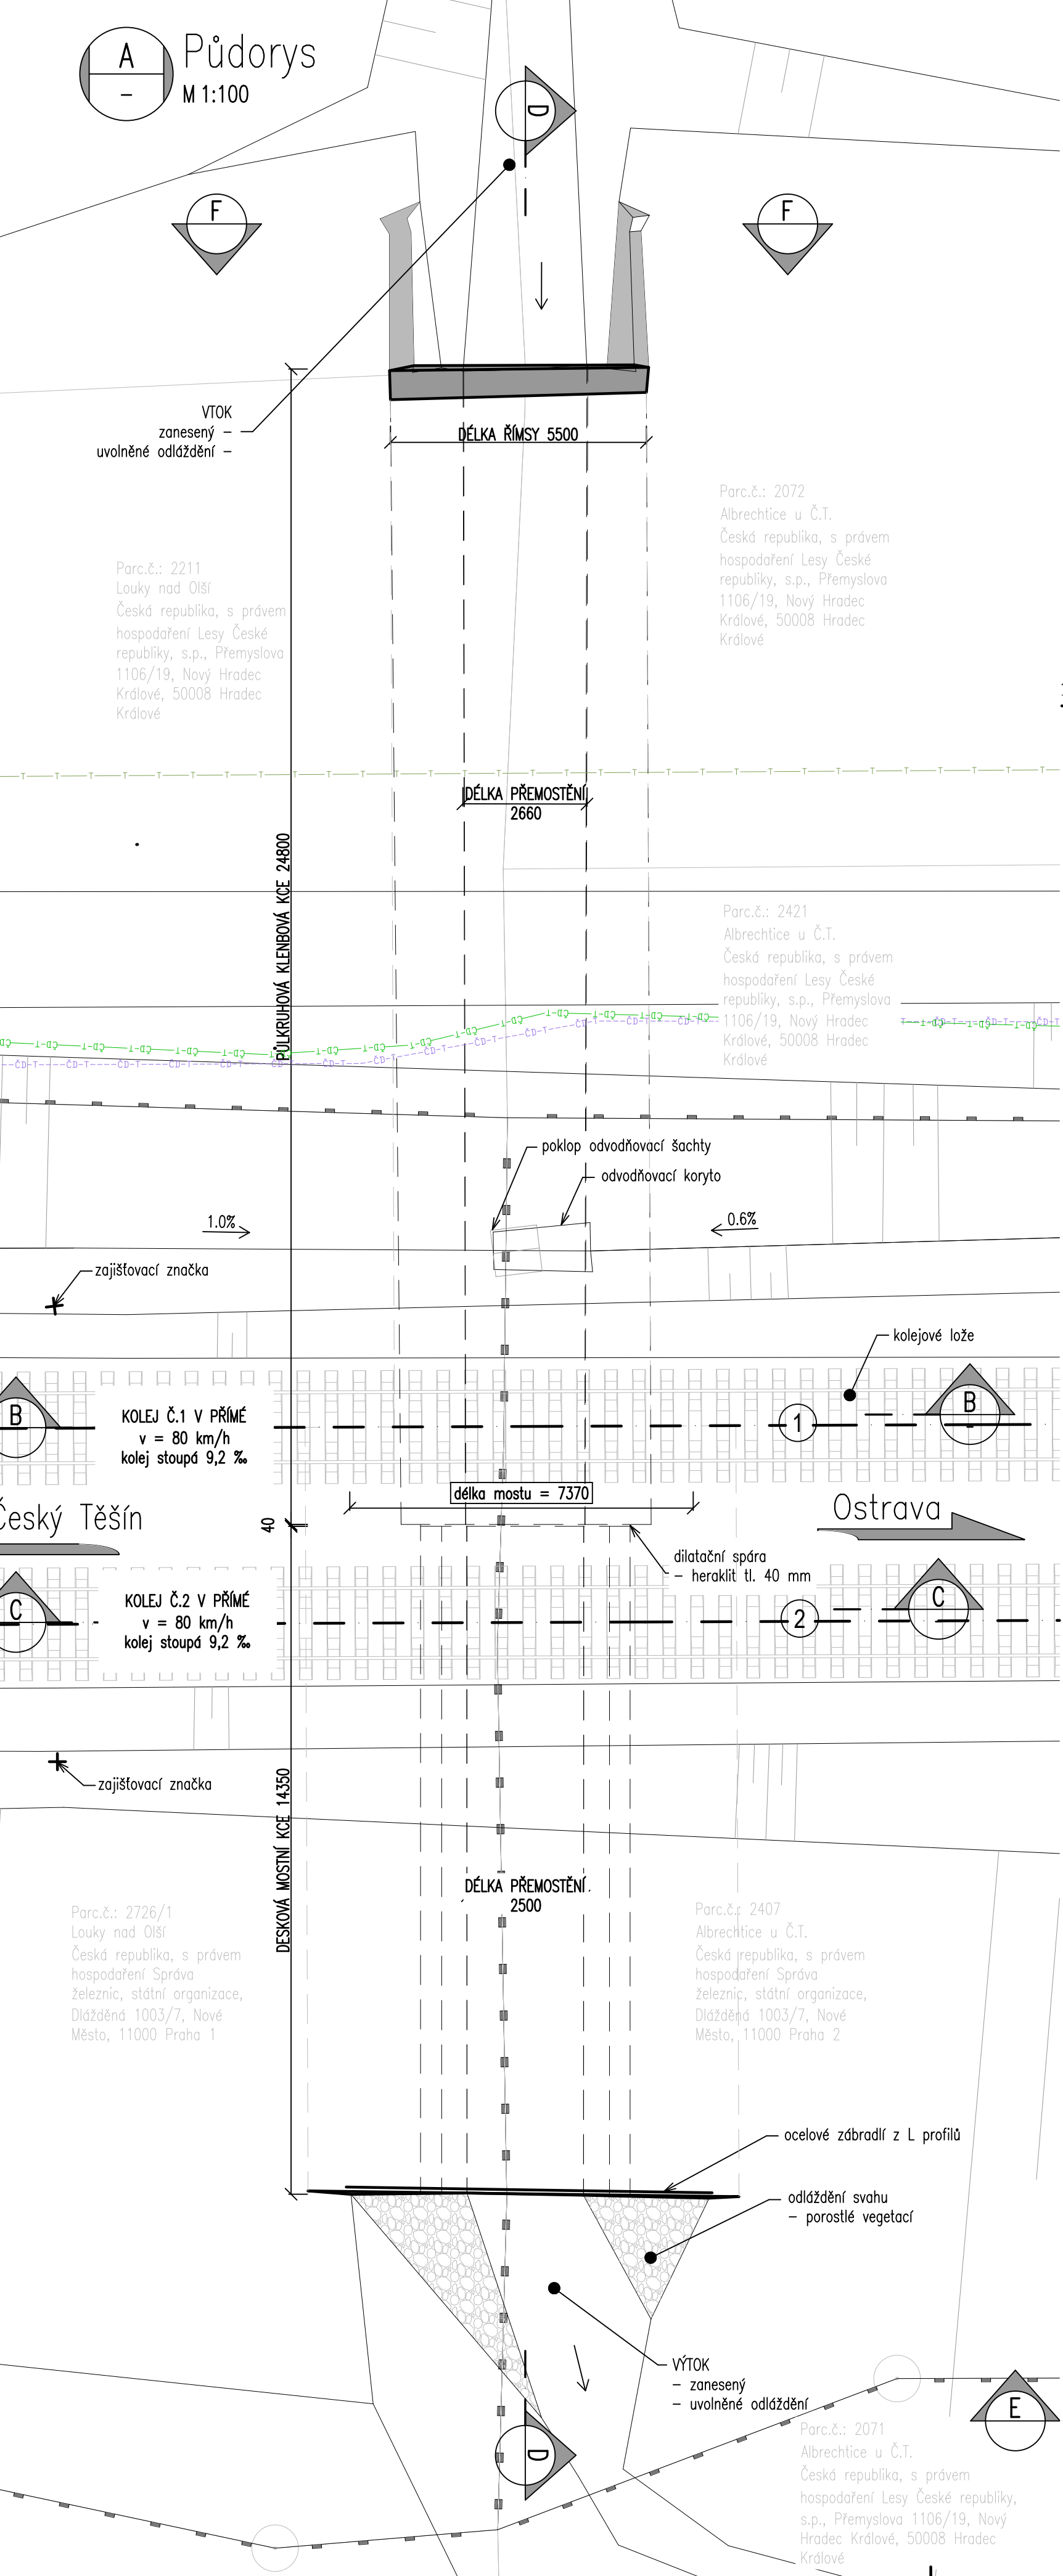 A
–
Půdorys
M 1:100
D
F
F
VTOK
zanesený –
uvolněné odláždění –
DÉLKA ŘÍMSY 5500
Parc.č.: 2072
Albrechtice u Č.T.
Česká republika, s právem
hospodaření Lesy České
republiky, s.p., Přemyslova
1106/19, Nový Hradec
Králové, 50008 Hradec
Králové
Parc.č.: 2211
Louky nad Olší
Česká republika, s právem
hospodaření Lesy České
republiky, s.p., Přemyslova
1106/19, Nový Hradec
Králové, 50008 Hradec
Králové
DÉLKA PŘEMOSTĚNÍ
2660
PŮLKRUHOVÁ KLENBOVÁ KCE 24800
Parc.č.: 2421
Albrechtice u Č.T.
Česká republika, s právem
hospodaření Lesy České
republiky, s.p., Přemyslova
1106/19, Nový Hradec
Králové, 50008 Hradec
Králové
poklop odvodňovací šachty
odvodňovací koryto
1.0%
0.6%
zajišťovací značka
kolejové lože
B
KOLEJ Č.1 V PŘÍMÉ
v = 80 km/h
kolej stoupá 9,2 ‰
1
B
–
délka mostu = 7370
Český Těšín
40
Ostrava
dilatační spára
– heraklit tl. 40 mm
C
KOLEJ Č.2 V PŘÍMÉ
v = 80 km/h
kolej stoupá 9,2 ‰
2
C
zajišťovací značka
DESKOVÁ MOSTNÍ KCE 14350
DÉLKA PŘEMOSTĚNÍ
2500
Parc.č.: 2726/1
Louky nad Olší
Česká republika, s právem
hospodaření Správa
železnic, státní organizace,
Dlážděná 1003/7, Nové
Město, 11000 Praha 1
Parc.č.: 2407
Albrechtice u Č.T.
Česká republika, s právem
hospodaření Správa
železnic, státní organizace,
Dlážděná 1003/7, Nové
Město, 11000 Praha 2
ocelové zábradlí z L profilů
odláždění svahu
– porostlé vegetací
VÝTOK
– zanesený
– uvolněné odláždění
D
E
Parc.č.: 2071
Albrechtice u Č.T.
Česká republika, s právem
hospodaření Lesy České republiky,
s.p., Přemyslova 1106/19, Nový
Hradec Králové, 50008 Hradec
Králové